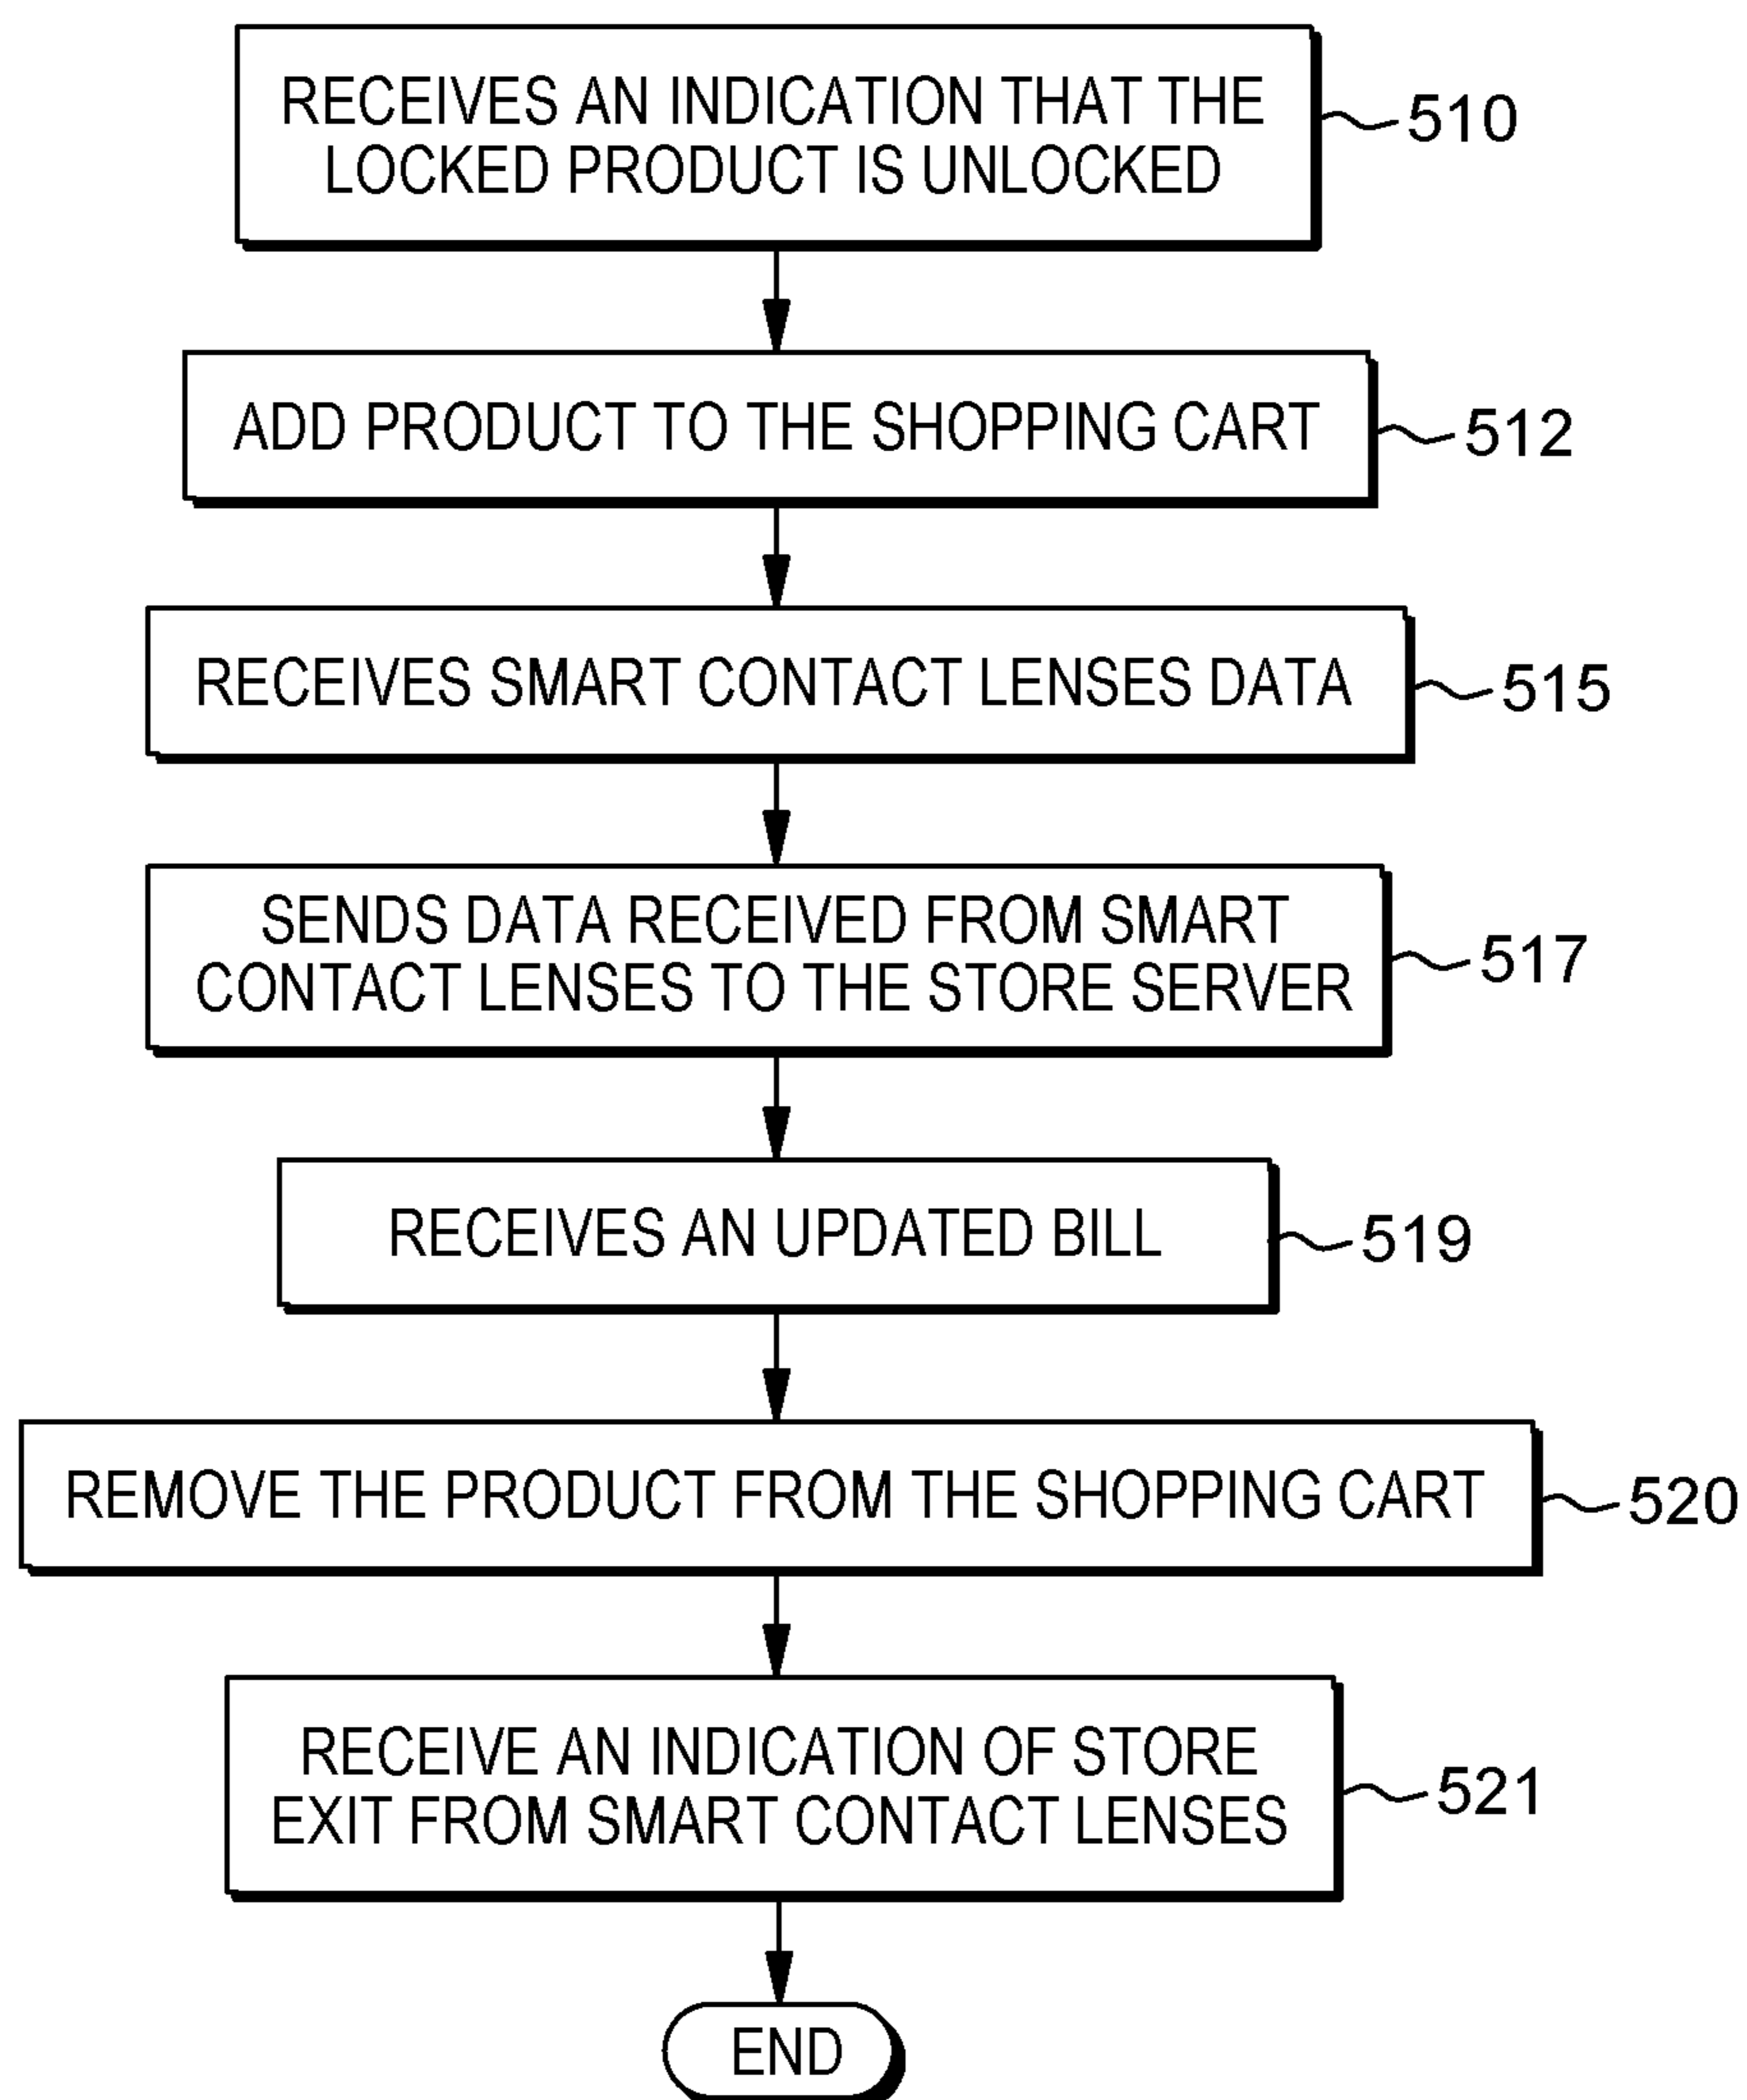 RECEIVES AN INDICATION THAT THE
LOCKED PRODUCT IS UNLOCKED
510
ADD PRODUCT TO THE SHOPPING CART
512
RECEIVES SMART CONTACT LENSES DATA
515
SENDS DATA RECEIVED FROM SMART
CONTACT LENSES TO THE STORE SERVER
517
RECEIVES AN UPDATED BILL
519
REMOVE THE PRODUCT FROM THE SHOPPING CART
520
RECEIVE AN INDICATION OF STORE
EXIT FROM SMART CONTACT LENSES
521
END